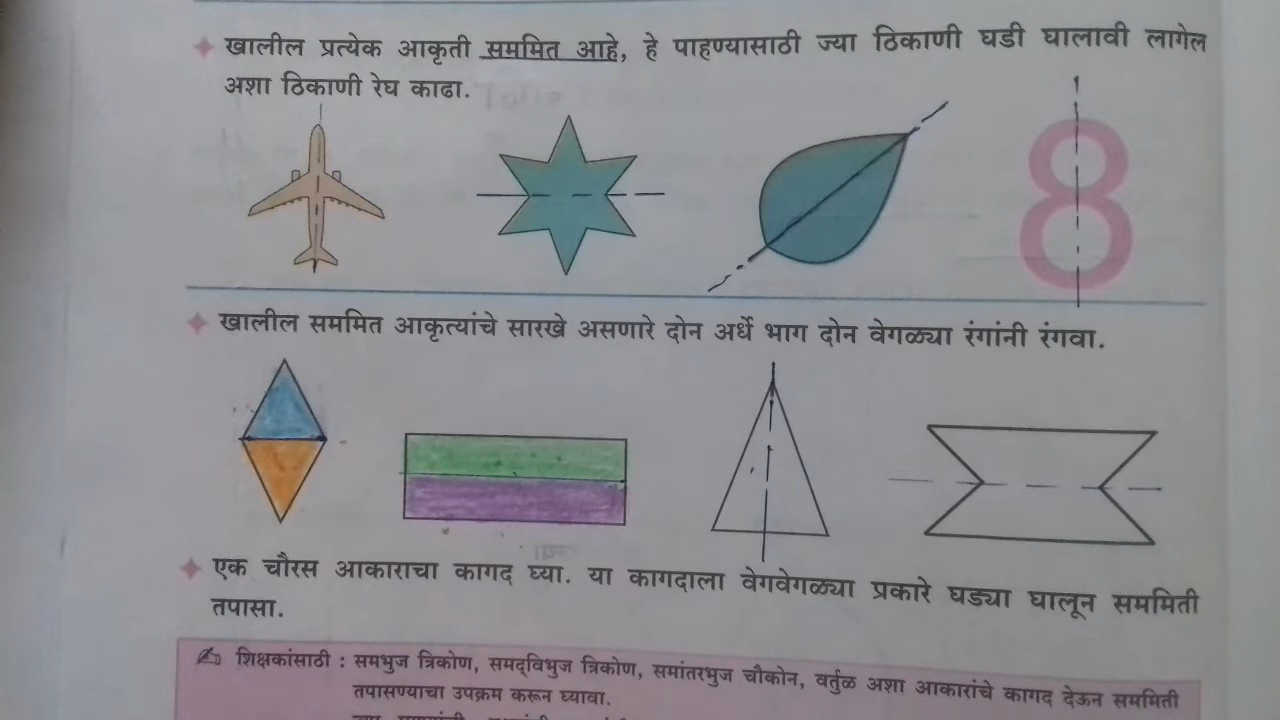 खालील प्रत्येक आकृती सममित आहे, हे पाहण्यासाठी ज्या ठिकाणी घडी घालावी लागेल
अशा ठिकाणी रेघ काढा.
8
खालील सममित आकृत्यांचे सारखे असणारे दोन अर्धे भाग दोन वेगळ्या रंगांनी रंगवा.
एक चौरस आकाराचा कागद घ्या. या कागदाला वेगवेगळ्या प्रकारे घड्या घालून सममिती
तपासा.
शिक्षकांसाठी : समभुज त्रिकोण, समद्‌विभुज त्रिकोण, समांतरभुज चौकोन, वर्तुळ अशा आकारांचे कागद देऊन सममिती
तपासण्याचा उपक्रम करून घ्यावा.